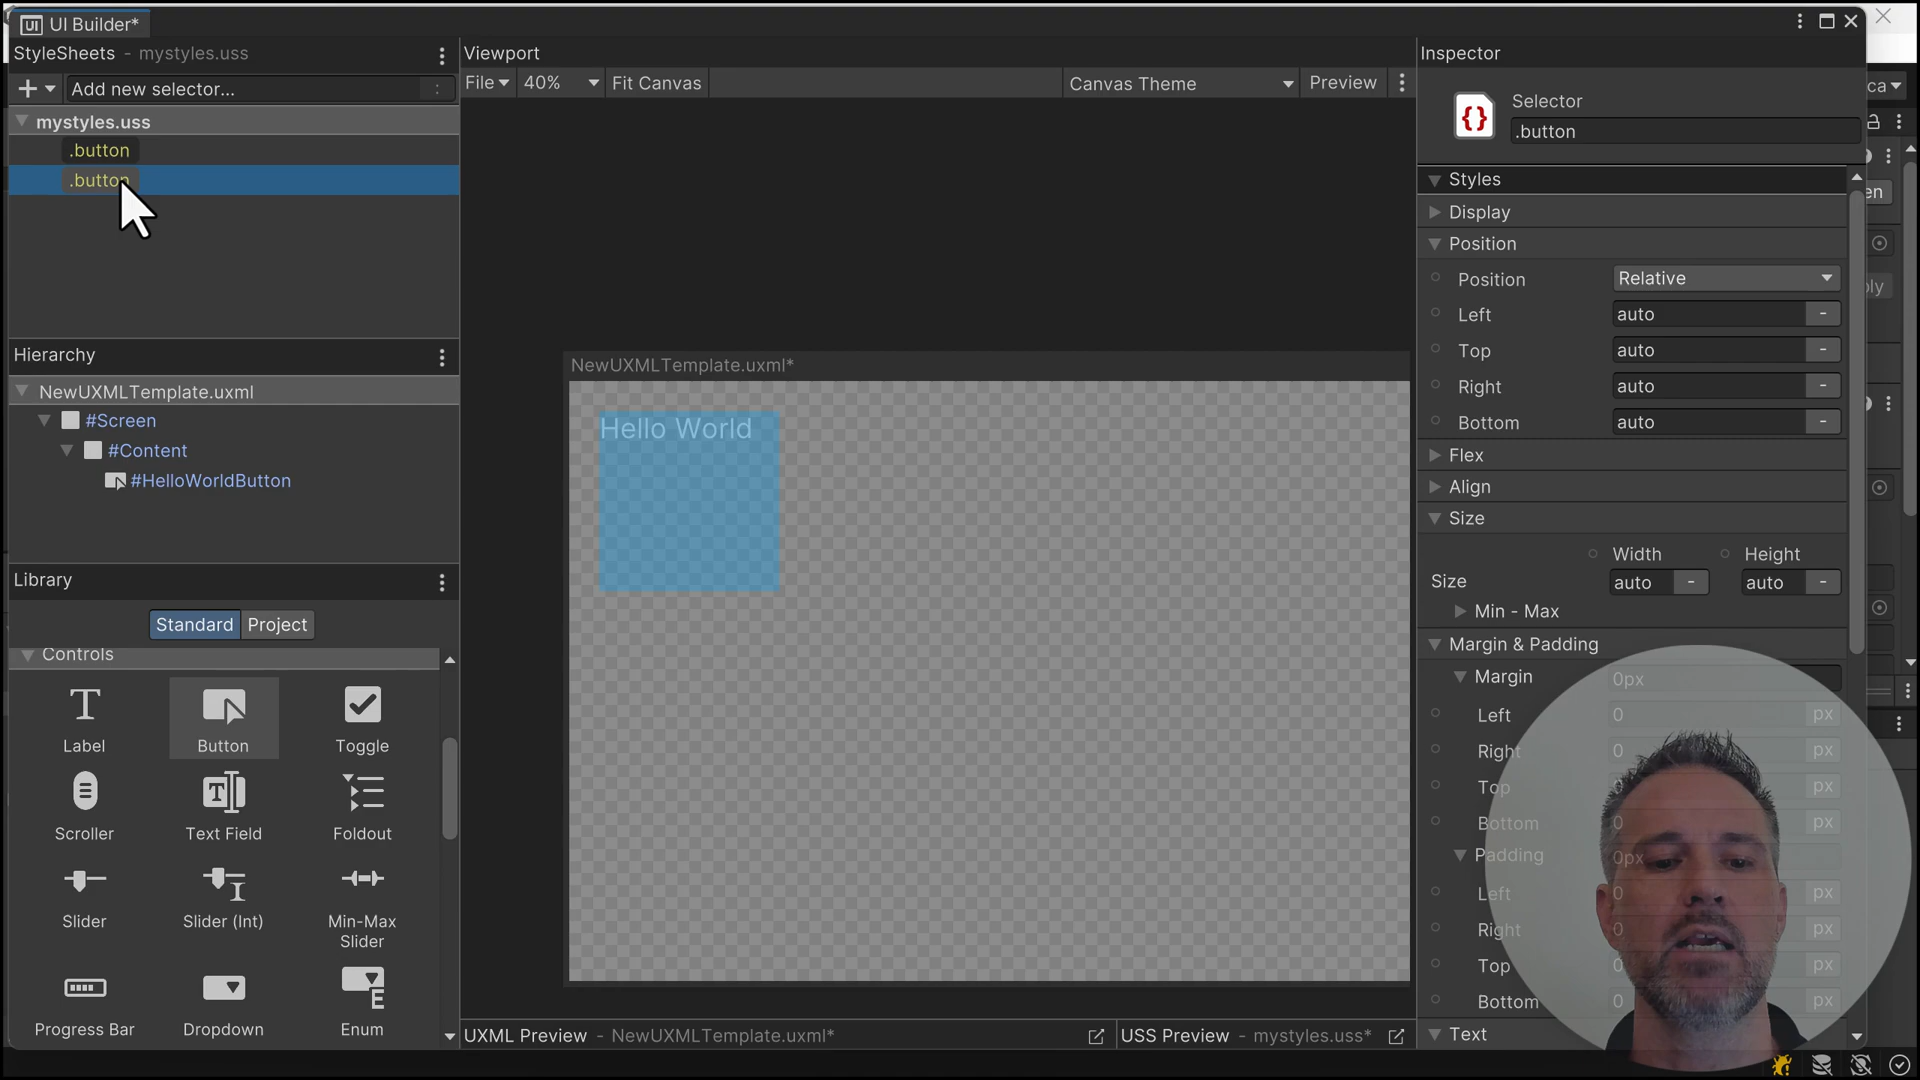 UI Builder*
StyleSheets - mystyles.uss
Add new selector...
mystyles.uss
.button
.button
Hierarchy
NewUXMLTemplate.uxml
#Screen
#Content
#HelloWorldButton
Library
Standard Project
Controls
Label
Button
Toggle
Scroller
Text Field
Foldout
Slider
Slider (Int)
Min-Max
Slider
Progress Bar
Dropdown
Enum
Viewport
File
40%
Fit Canvas
Canvas Theme
Preview
NewUXMLTemplate.uxml*
Hello World
UXML Preview - NewUXMLTemplate.uxml*
USS Preview - mystyles.uss*
Inspector
Selector
.button
Styles
Display
Position
Position Relative
Left auto -
Top auto -
Right auto -
Bottom auto -
Flex
Align
Size
Width Height
Size auto - auto -
Min - Max
Margin & Padding
Margin 0px
Left 0 px
Right 0 px
Top 0 px
Bottom 0 px
Padding 0px
Left 0 px
Right 0 px
Top 0 px
Bottom 0 px
Text